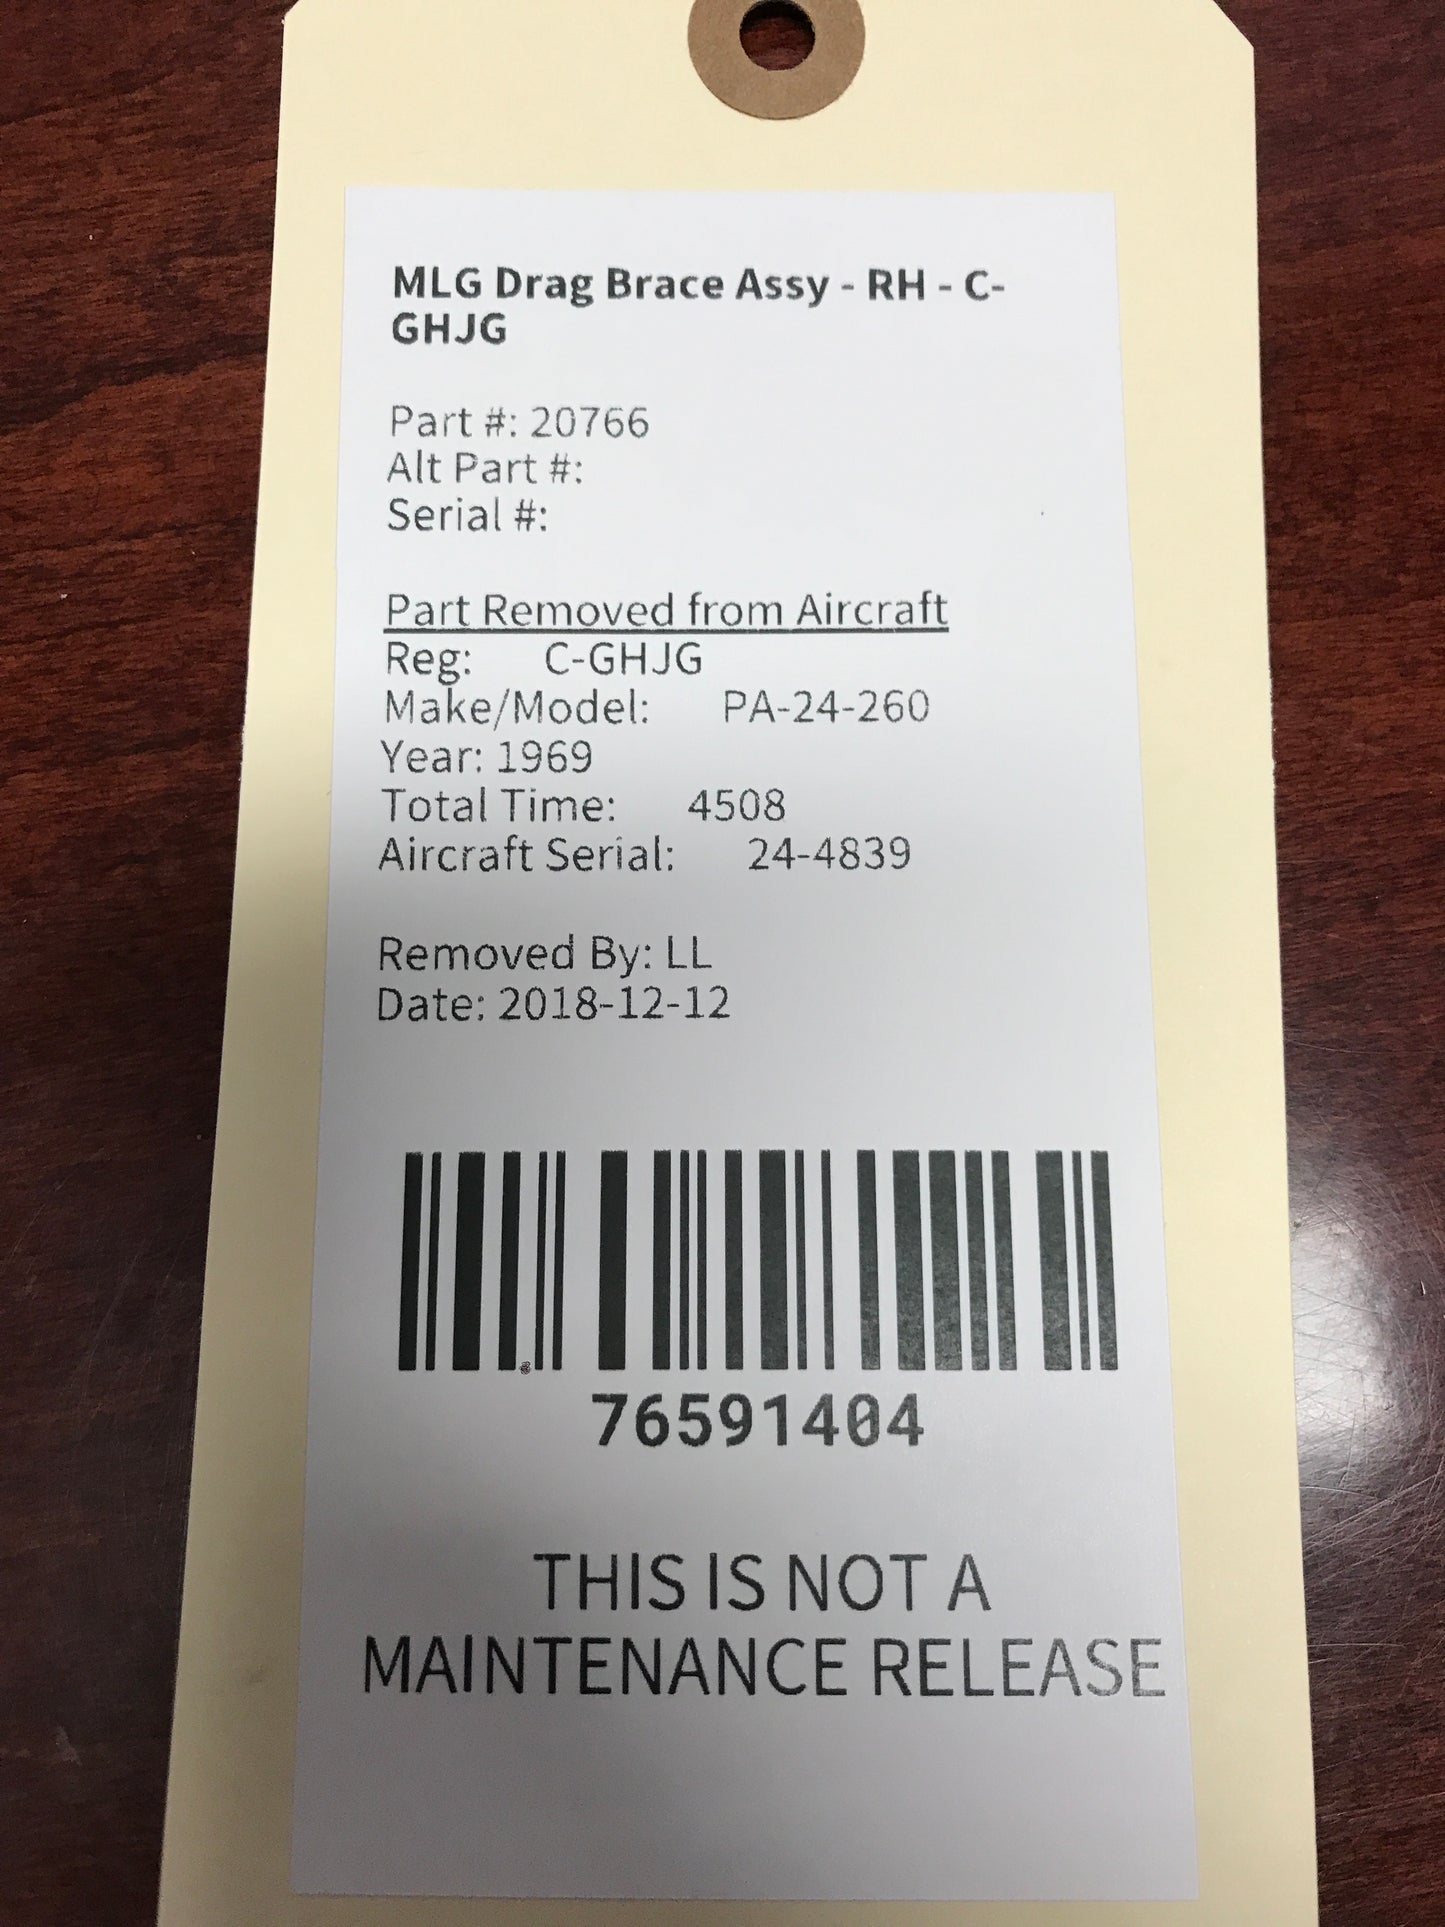 MLG Drag Brace Assy - RH - C-
GHJG
Part #: 20766
Alt Part #:
Serial #:
Part Removed from Aircraft
Reg: C-GHJG
Make/Model: PA-24-260
Year: 1969
Total Time: 4508
Aircraft Serial: 24-4839
Removed By: LL
Date: 2018-12-12
76591404
THIS IS NOT A
MAINTENANCE RELEASE